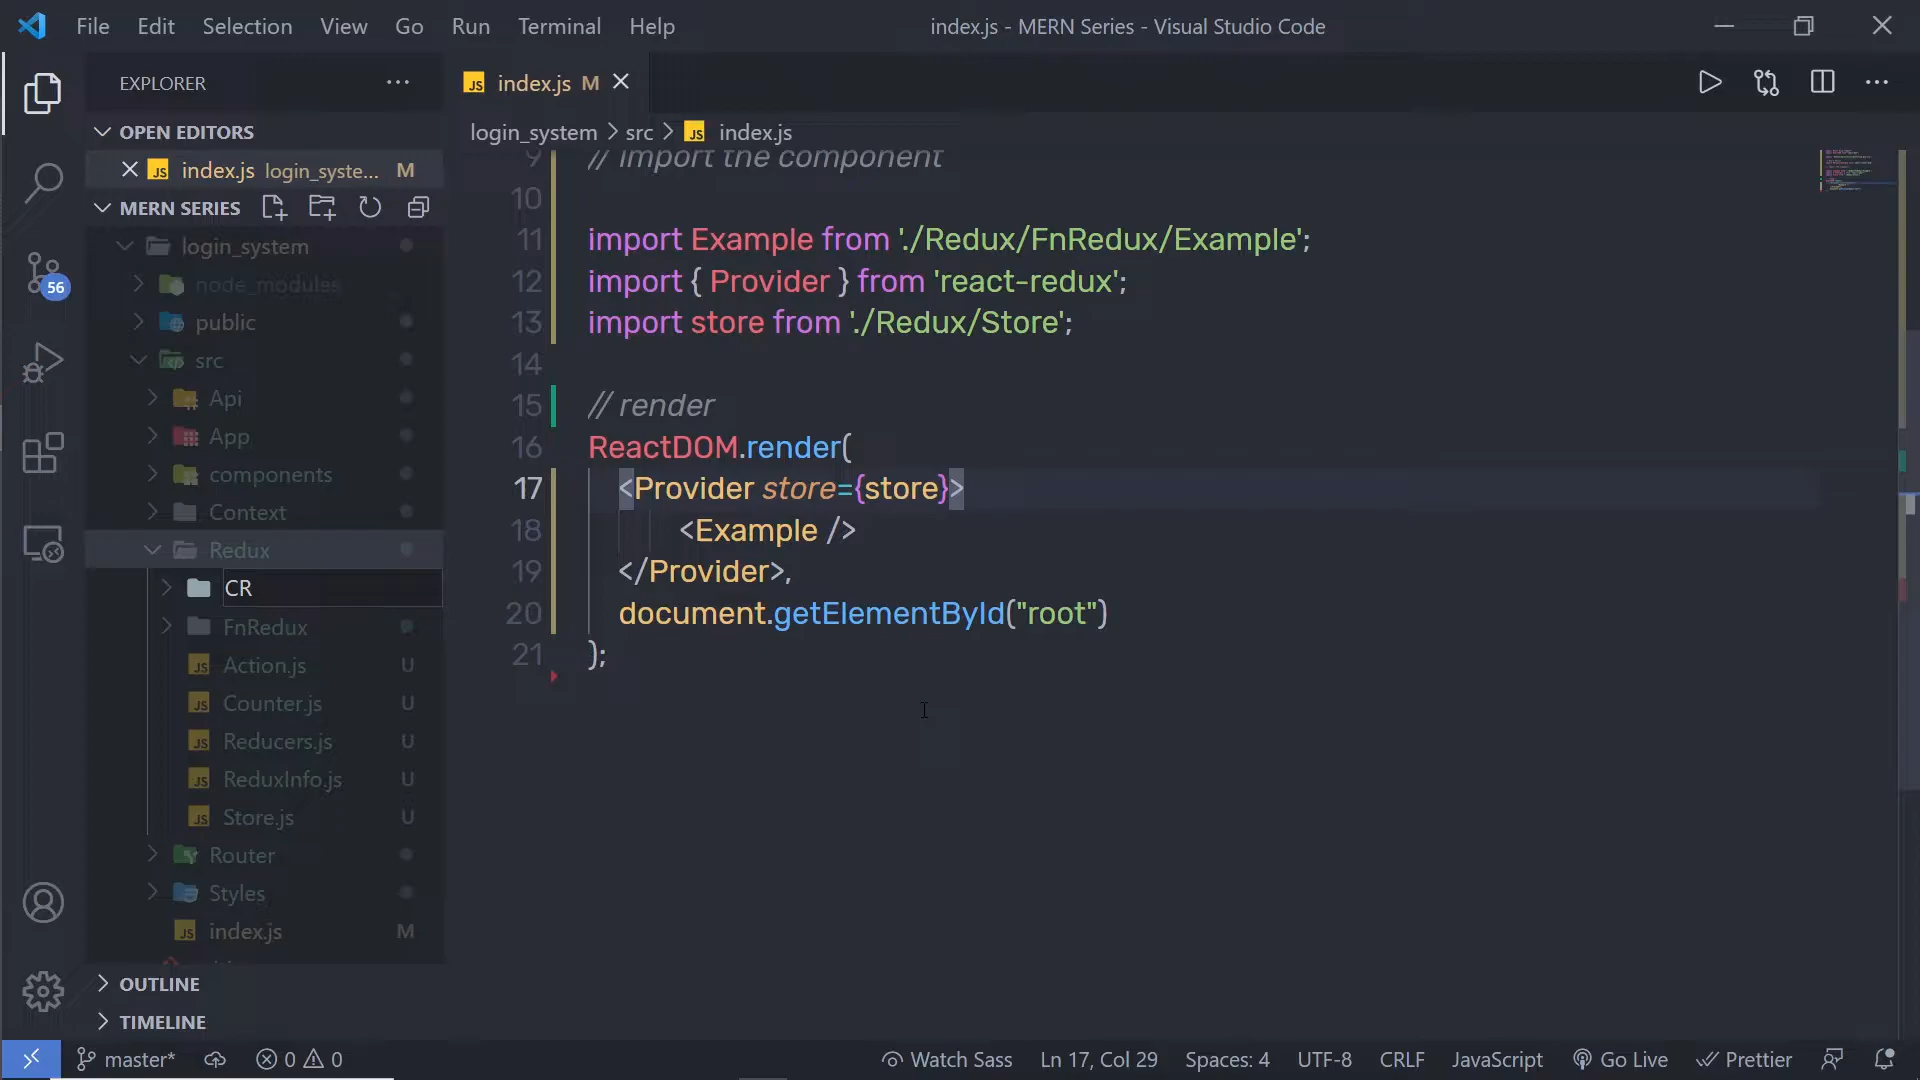 File Edit Selection View Go Run Terminal Help
index.js - MERN Series - Visual Studio Code
EXPLORER
index.js M
OPEN EDITORS
index.js login_syste... M
MERN SERIES
login_system
node_modules
public
src
Api
App
components
Context
Redux
CR
FnRedux
Action.js U
Counter.js U
Reducers.js U
ReduxInfo.js U
Store.js U
Router
Styles
index.js M
OUTLINE
TIMELINE
56
login_system > src > JS index.js
9 // import the component
10
11 import Example from './Redux/FnRedux/Example';
12 import { Provider } from 'react-redux';
13 import store from './Redux/Store';
14
15 // render
16 ReactDOM.render(
17 <Provider store={store}>
18 <Example />
19 </Provider>,
20 document.getElementById("root")
21 );
master* 0 0 Watch Sass Ln 17, Col 29 Spaces: 4 UTF-8 CRLF JavaScript Go Live Prettier